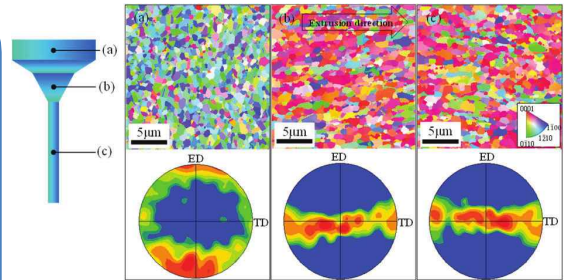 (a)
(b)
(c)
(a)
(b)
Extrusion direction
(c)
5μm
5μm
5μm
0001
1100
1210
0110
ED
TD
ED
TD
ED
TD